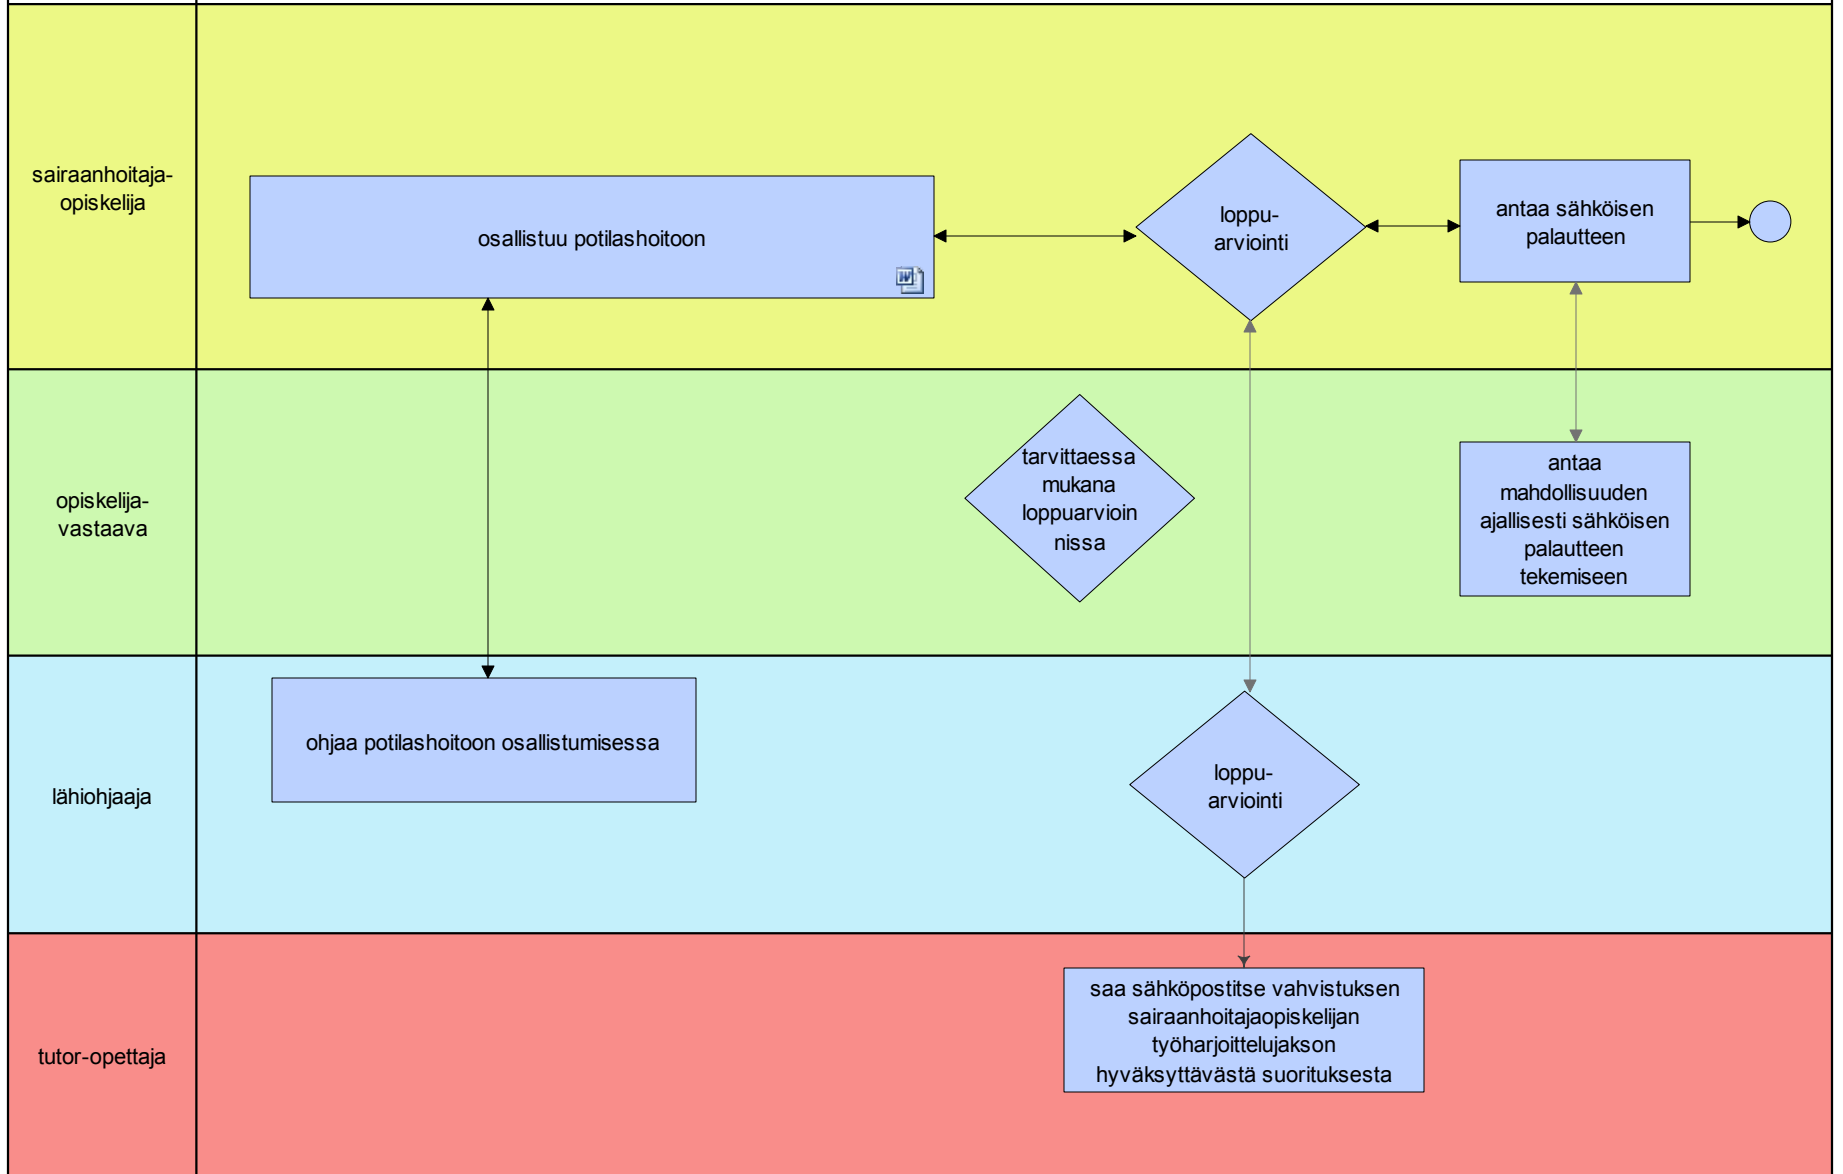 sairaanhoitaja-
opiskelija
osallistuu potilashoitoon
loppu-
arviointi
antaa sähköisen
palautteen
opiskelija-
vastaava
tarvittaessa
mukana
loppuarvioin
nissa
antaa
mahdollisuuden
ajallisesti sähköisen
palautteen
tekemiseen
lähiohjaaja
ohjaa potilashoitoon osallistumisessa
loppu-
arviointi
tutor-opettaja
saa sähköpostitse vahvistuksen
sairaanhoitajaopiskelijan
työharjoittelujakson
hyväksyttävästä suorituksesta